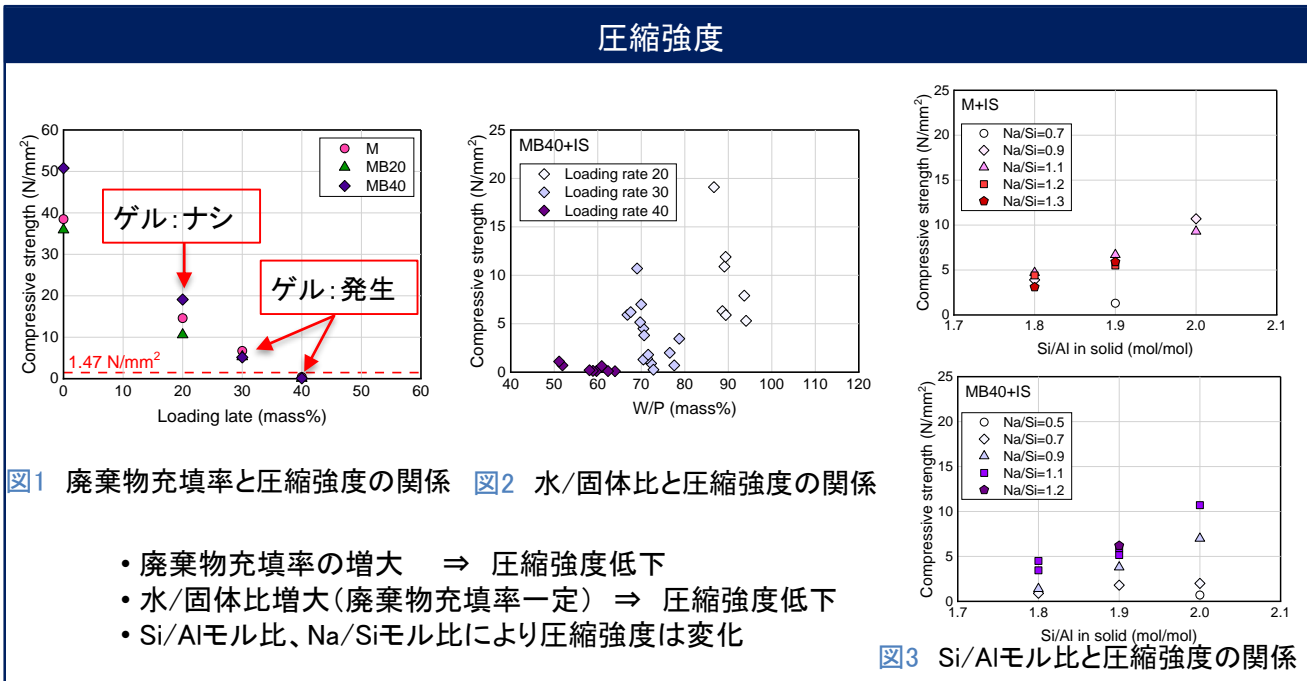 圧縮強度
Compressive strength (N/mm²)
60
50
40
30
20
10
0
M
MB20
MB40
ゲル:ナシ
ゲル:発生
1.47 N/mm²
0 10 20 30 40 50 60
Loading late (mass%)
図1 廃棄物充填率と圧縮強度の関係
Compressive strength (N/mm²)
25
20
15
10
5
0
MB40+IS
Loading rate 20
Loading rate 30
Loading rate 40
40 50 60 70 80 90 100 110 120
W/P (mass%)
図2 水/固体比と圧縮強度の関係
Compressive strength (N/mm²)
25
20
15
10
5
0
M+IS
Na/Si=0.7
Na/Si=0.9
Na/Si=1.1
Na/Si=1.2
Na/Si=1.3
1.7 1.8 1.9 2.0 2.1
Si/Al in solid (mol/mol)
Compressive strength (N/mm²)
25
20
15
10
5
0
MB40+IS
Na/Si=0.5
Na/Si=0.7
Na/Si=0.9
Na/Si=1.1
Na/Si=1.2
1.7 1.8 1.9 2.0 2.1
Si/Al in solid (mol/mol)
図3 Si/Alモル比と圧縮強度の関係
• 廃棄物充填率の増大 ⇒ 圧縮強度低下
• 水/固体比増大(廃棄物充填率一定) ⇒ 圧縮強度低下
• Si/Alモル比、Na/Siモル比により圧縮強度は変化